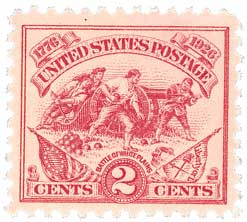 1776 1926
UNITED STATES POSTAGE
BATTLE OF WHITE PLAINS
CENTS 2 CENTS